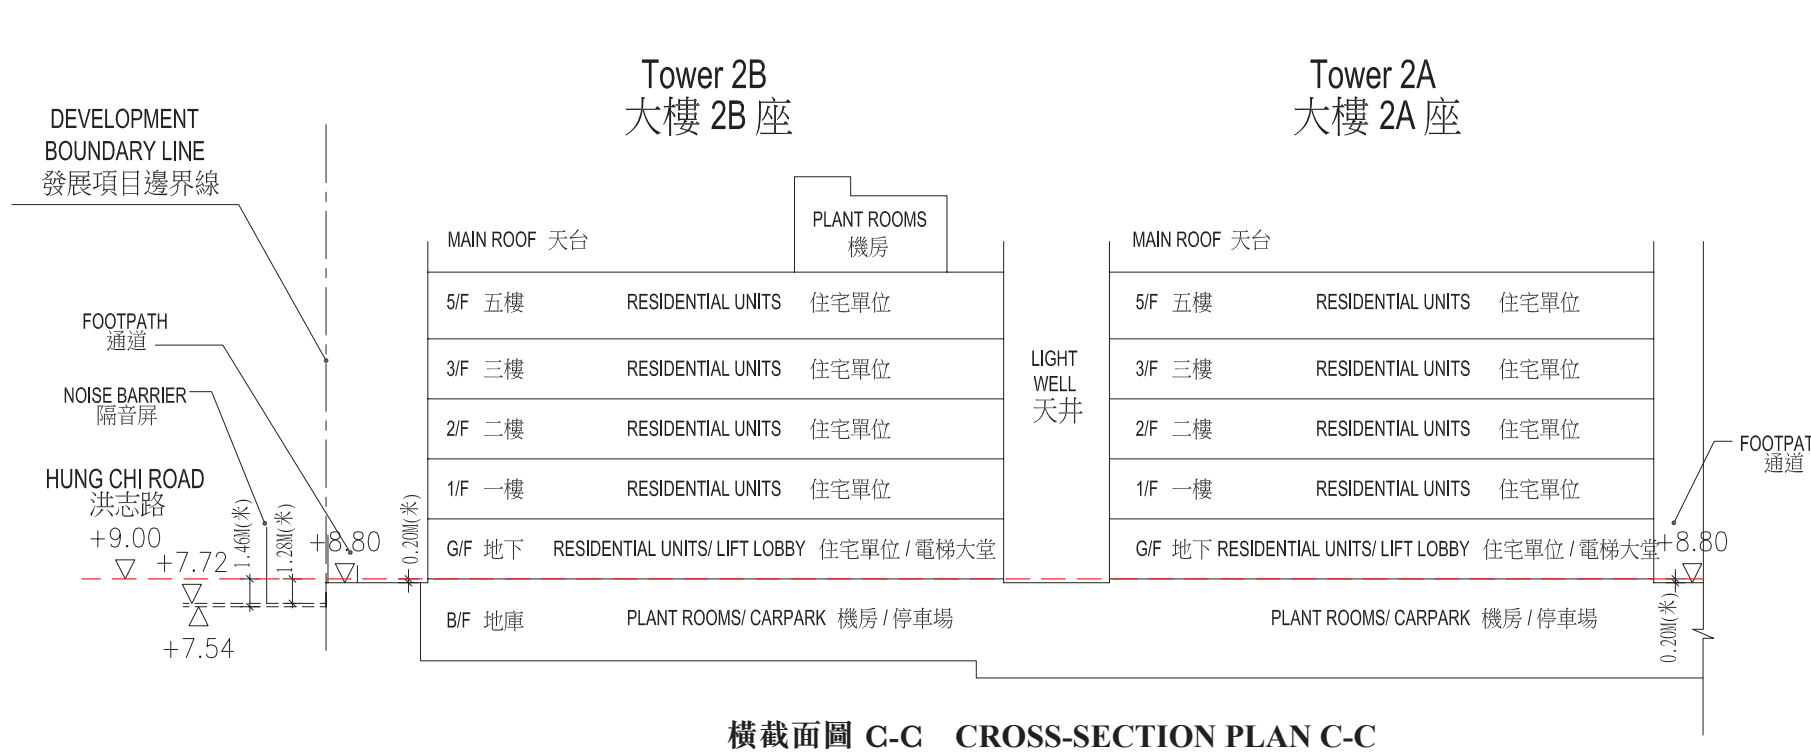 Tower 2B
大樓 2B 座
Tower 2A
大樓 2A 座
DEVELOPMENT
BOUNDARY LINE
發展項目邊界線
PLANT ROOMS
機房
MAIN ROOF 天台
MAIN ROOF 天台
5/F 五樓 RESIDENTIAL UNITS 住宅單位
5/F 五樓 RESIDENTIAL UNITS 住宅單位
FOOTPATH
通道
3/F 三樓 RESIDENTIAL UNITS 住宅單位
LIGHT
WELL
天井
3/F 三樓 RESIDENTIAL UNITS 住宅單位
NOISE BARRIER
隔音屏
2/F 二樓 RESIDENTIAL UNITS 住宅單位
2/F 二樓 RESIDENTIAL UNITS 住宅單位
FOOTPAT
通道
HUNG CHI ROAD
洪志路
1/F 一樓 RESIDENTIAL UNITS 住宅單位
1/F 一樓 RESIDENTIAL UNITS 住宅單位
+9.00
+7.72
1.46M(米)
1.28M(米)
+8.80
0.20M(米)
G/F 地下 RESIDENTIAL UNITS/ LIFT LOBBY 住宅單位 / 電梯大堂
G/F 地下 RESIDENTIAL UNITS/ LIFT LOBBY 住宅單位 / 電梯大堂
+8.80
+7.54
B/F 地庫 PLANT ROOMS/ CARPARK 機房 / 停車場
PLANT ROOMS/ CARPARK 機房 / 停車場
0.20M(米)
橫截面圖 C-C CROSS-SECTION PLAN C-C